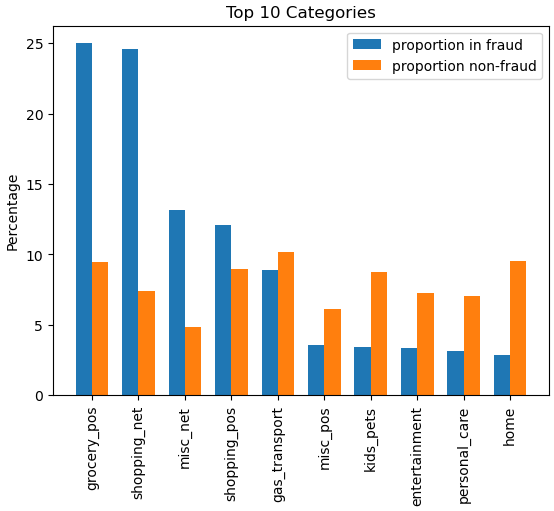 Top 10 Categories
proportion in fraud
proportion non-fraud
Percentage
25
20
15
10
5
0
grocery_pos
shopping_net
misc_net
shopping_pos
gas_transport
misc_pos
kids_pets
entertainment
personal_care
home